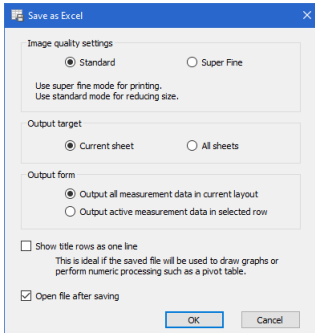 Save as Excel
Image quality settings
Standard
Super Fine
Use super fine mode for printing.
Use standard mode for reducing size.
Output target
Current sheet
All sheets
Output form
Output all measurement data in current layout
Output active measurement data in selected row
Show title rows as one line
This is ideal if the saved file will be used to draw graphs or
perform numeric processing such as a pivot table.
Open file after saving
OK
Cancel